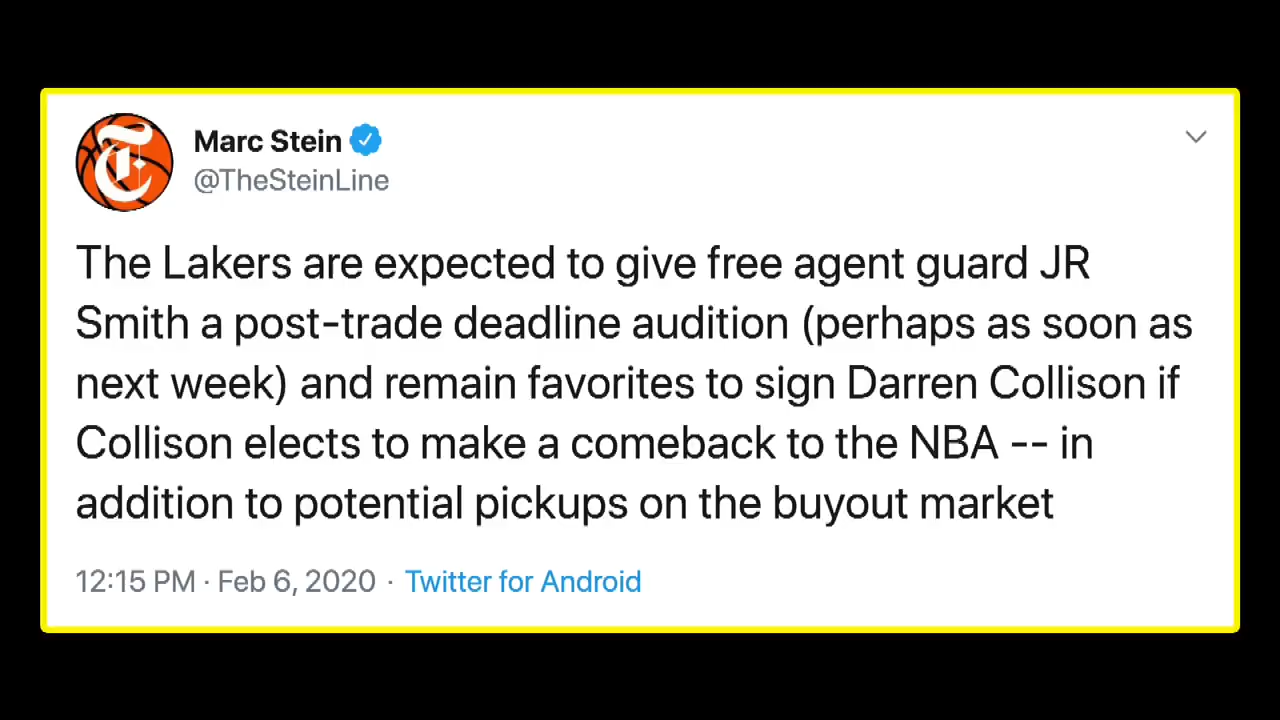 Marc Stein
@TheSteinLine
The Lakers are expected to give free agent guard JR
Smith a post-trade deadline audition (perhaps as soon as
next week) and remain favorites to sign Darren Collison if
Collison elects to make a comeback to the NBA -- in
addition to potential pickups on the buyout market
12:15 PM · Feb 6, 2020 · Twitter for Android